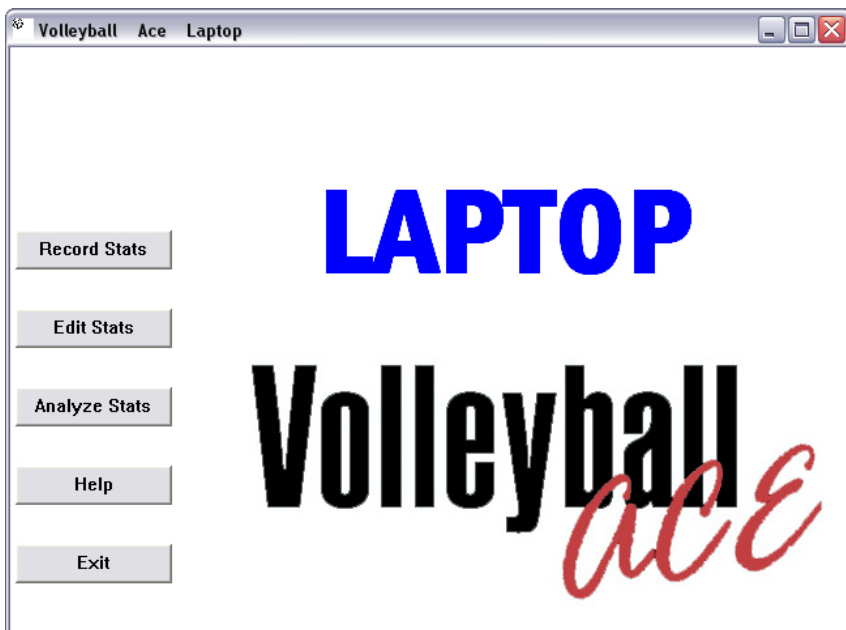 Volleyball Ace Laptop
LAPTOP
Record Stats
Edit Stats
Analyze Stats
Help
Exit
Volleyball
ace